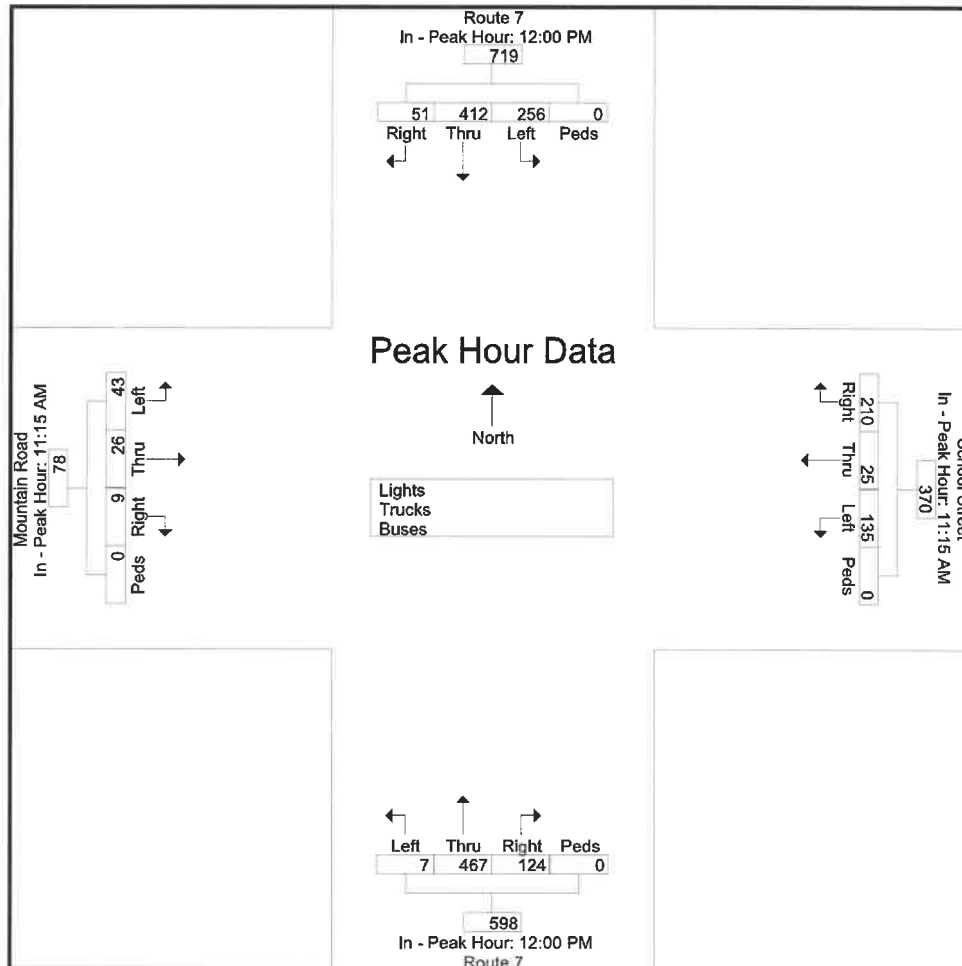 Route 7
In - Peak Hour: 12:00 PM
719
51 412 256 0
Right Thru Left Peds
Peak Hour Data
North
Lights
Trucks
Buses
Mountain Road
In - Peak Hour: 11:15 AM
78
43 26 9 0
Left Thru Right Peds
In - Peak Hour: 11:15 AM
370
210 25 135 0
Right Thru Left Peds
Left Thru Right Peds
7 467 124 0
598
In - Peak Hour: 12:00 PM
Route 7